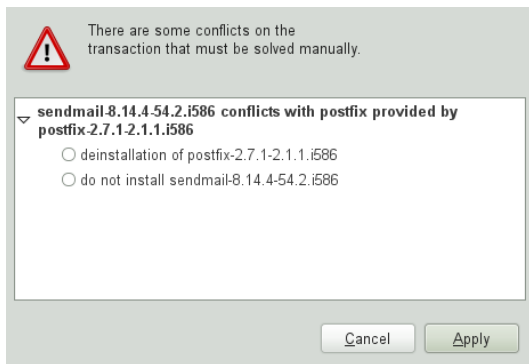 There are some conflicts on the
transaction that must be solved manually.
sendmail-8.14.4-54.2.i586 conflicts with postfix provided by
postfix-2.7.1-2.1.1.i586
deinstallation of postfix-2.7.1-2.1.1.i586
do not install sendmail-8.14.4-54.2.i586
Cancel
Apply